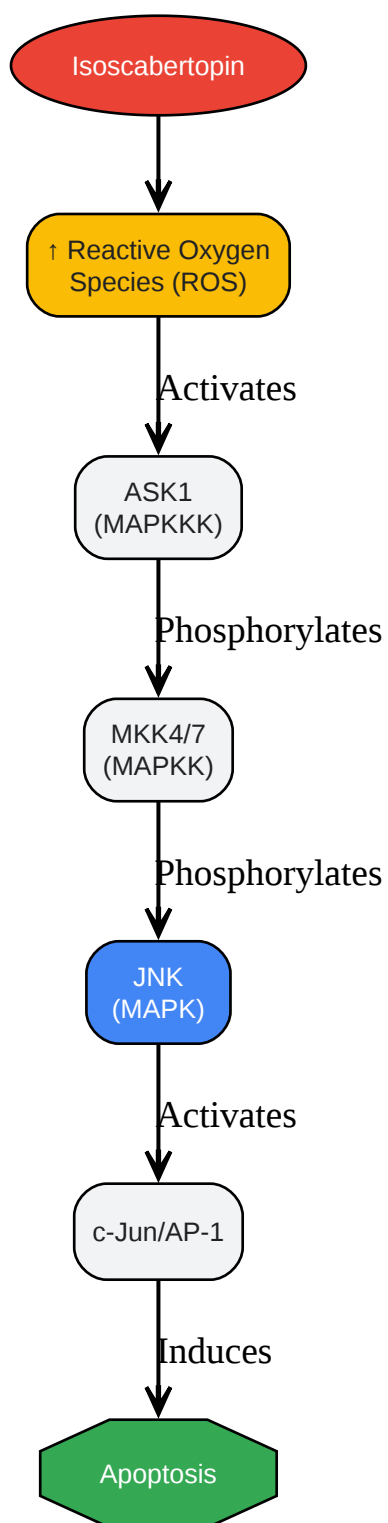 Isoscabertopin
↑ Reactive Oxygen
Species (ROS)
Activates
ASK1
(MAPKKK)
Phosphorylates
MKK4/7
(MAPKK)
Phosphorylates
JNK
(MAPK)
Activates
c-Jun/AP-1
Induces
Apoptosis